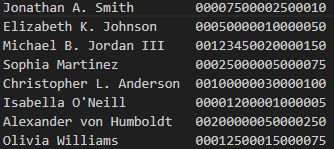 Jonathan A. Smith       00007500002500010
Elizabeth K. Johnson    00050000010000050
Michael B. Jordan III   00123450020000150
Sophia Martinez         00025000005000075
Christopher L. Anderson 00100000030000100
Isabella O'Neill        00001200001000005
Alexander von Humboldt  00200000050000250
Olivia Williams         00012500015000075